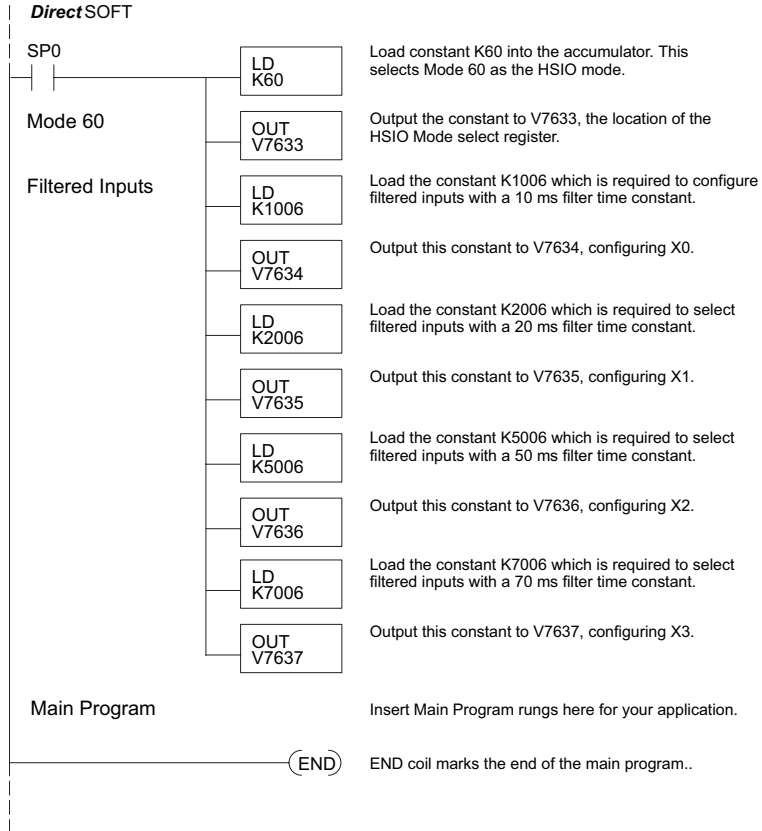 DirectSOFT
SP0
LD
K60
Load constant K60 into the accumulator. This
selects Mode 60 as the HSIO mode.
Mode 60
OUT
V7633
Output the constant to V7633, the location of the
HSIO Mode select register.
Filtered Inputs
LD
K1006
Load the constant K1006 which is required to configure
filtered inputs with a 10 ms filter time constant.
OUT
V7634
Output this constant to V7634, configuring X0.
LD
K2006
Load the constant K2006 which is required to select
filtered inputs with a 20 ms filter time constant.
OUT
V7635
Output this constant to V7635, configuring X1.
LD
K5006
Load the constant K5006 which is required to select
filtered inputs with a 50 ms filter time constant.
OUT
V7636
Output this constant to V7636, configuring X2.
LD
K7006
Load the constant K7006 which is required to select
filtered inputs with a 70 ms filter time constant.
OUT
V7637
Output this constant to V7637, configuring X3.
Main Program
Insert Main Program rungs here for your application.
END
END coil marks the end of the main program..